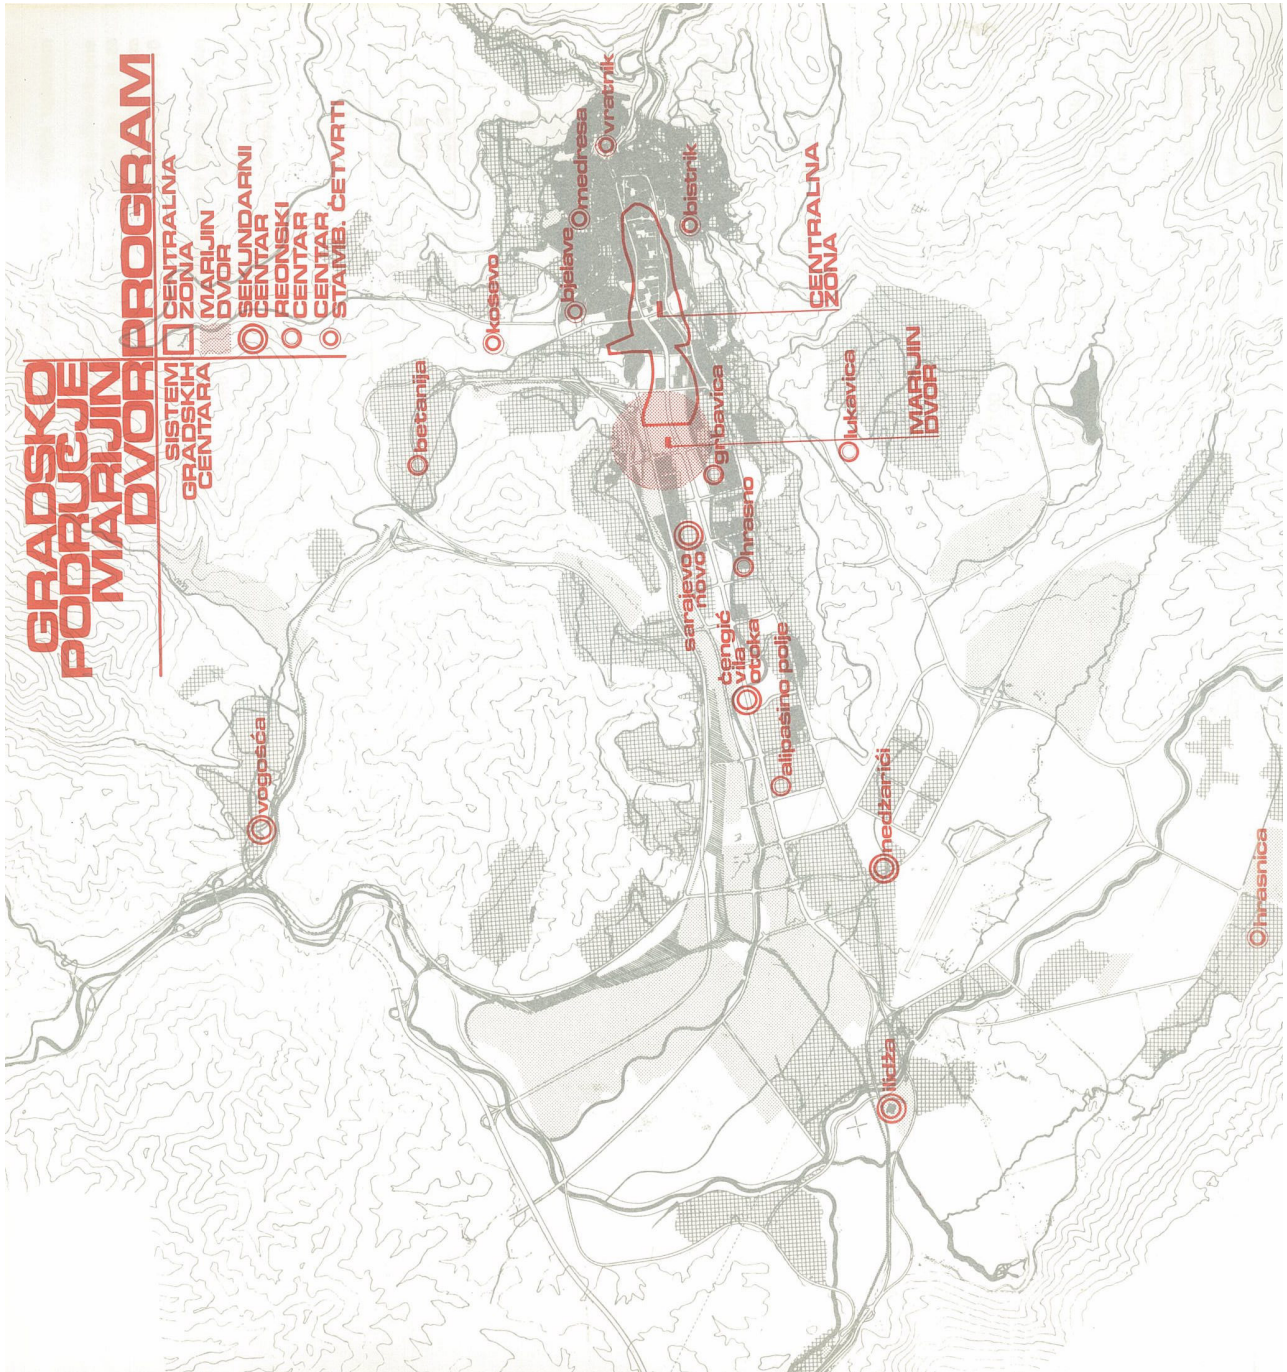 GRADSKO
PODRUČJE
MARIJIN
DVOR PROGRAM
SISTEM
GRADSKIH
CENTARA
CENTRALNA
ZONA
MARIJIN
DVOR
SEKUNDARNI
CENTAR
REONSKI
CENTAR
CENTAR
STAMB. ČETVRTI
vratnik
medresa
bistrik
bjelave
koševo
CENTRALNA
ZONA
betanija
grbavica
lukavica
MARIJIN
DVOR
sarajevo
novo
hrasno
čengić
vila
otoka
alipašino polje
vogošća
nedžarići
hrasnica
ilidža